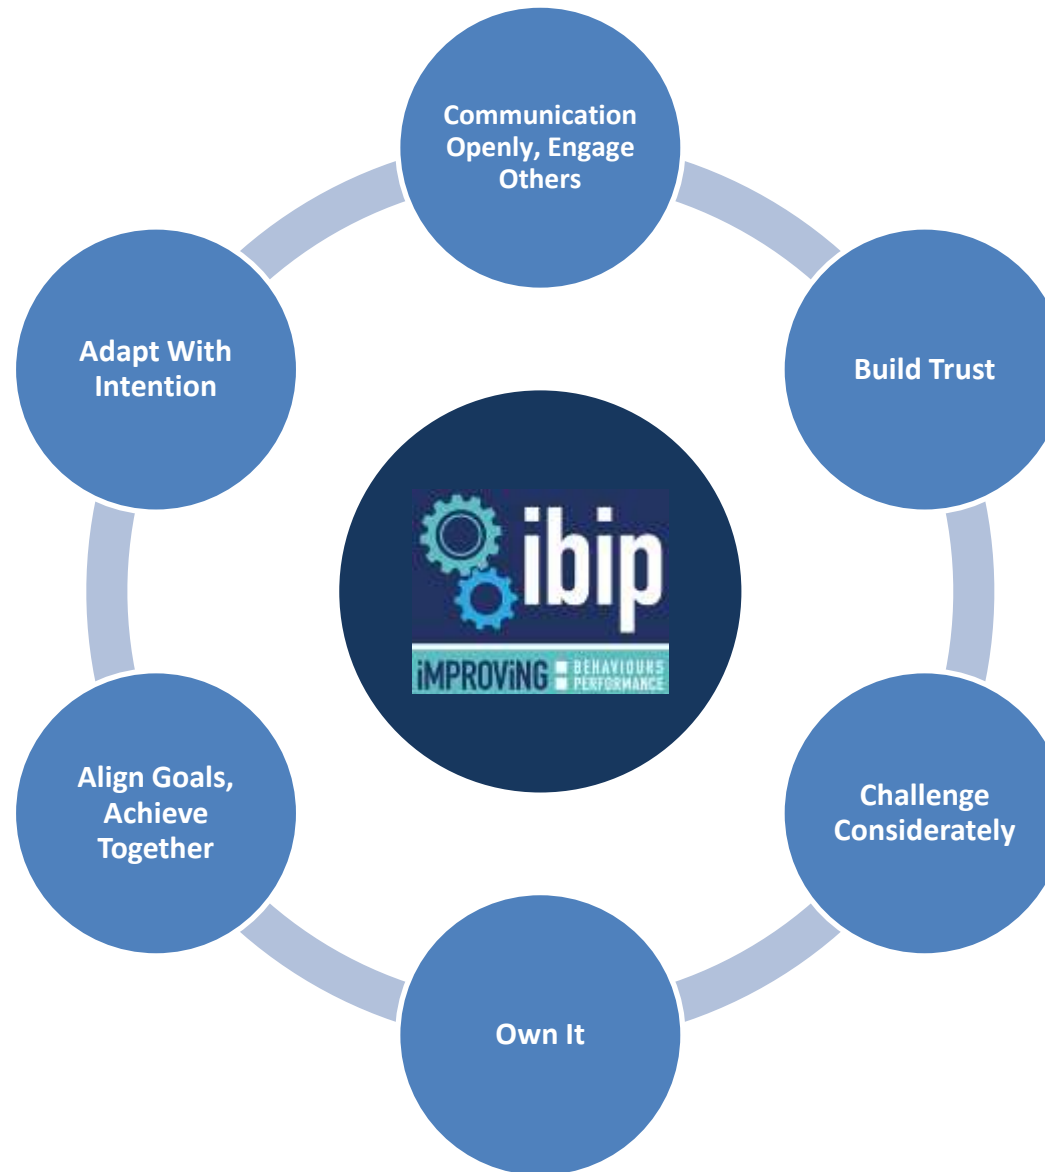 Communication
Openly, Engage
Others
Build Trust
Challenge
Considerately
Own It
Align Goals,
Achieve
Together
Adapt With
Intention
ibip
iMPROViNG BEHAVIOURS
PERFORMANCE